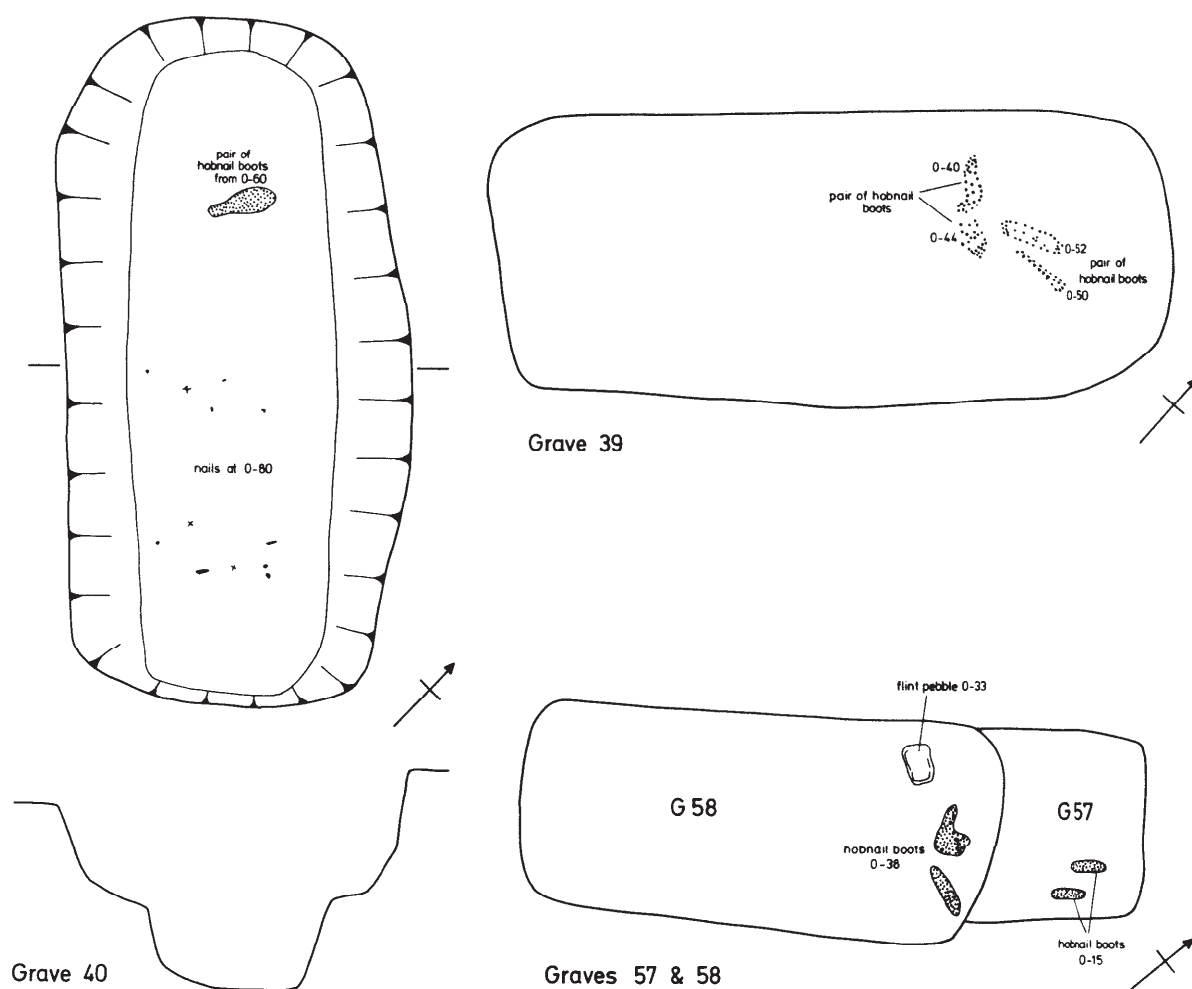 pair of
hobnail boots
from 0-60
nails at 0-80
Grave 40
0-40
pair of hobnail
boots
0-44
0-52
pair of
hobnail boots
0-50
Grave 39
flint pebble 0-33
G 58
G57
hobnail boots
0-38
hobnail boots
0-15
Graves 57 & 58